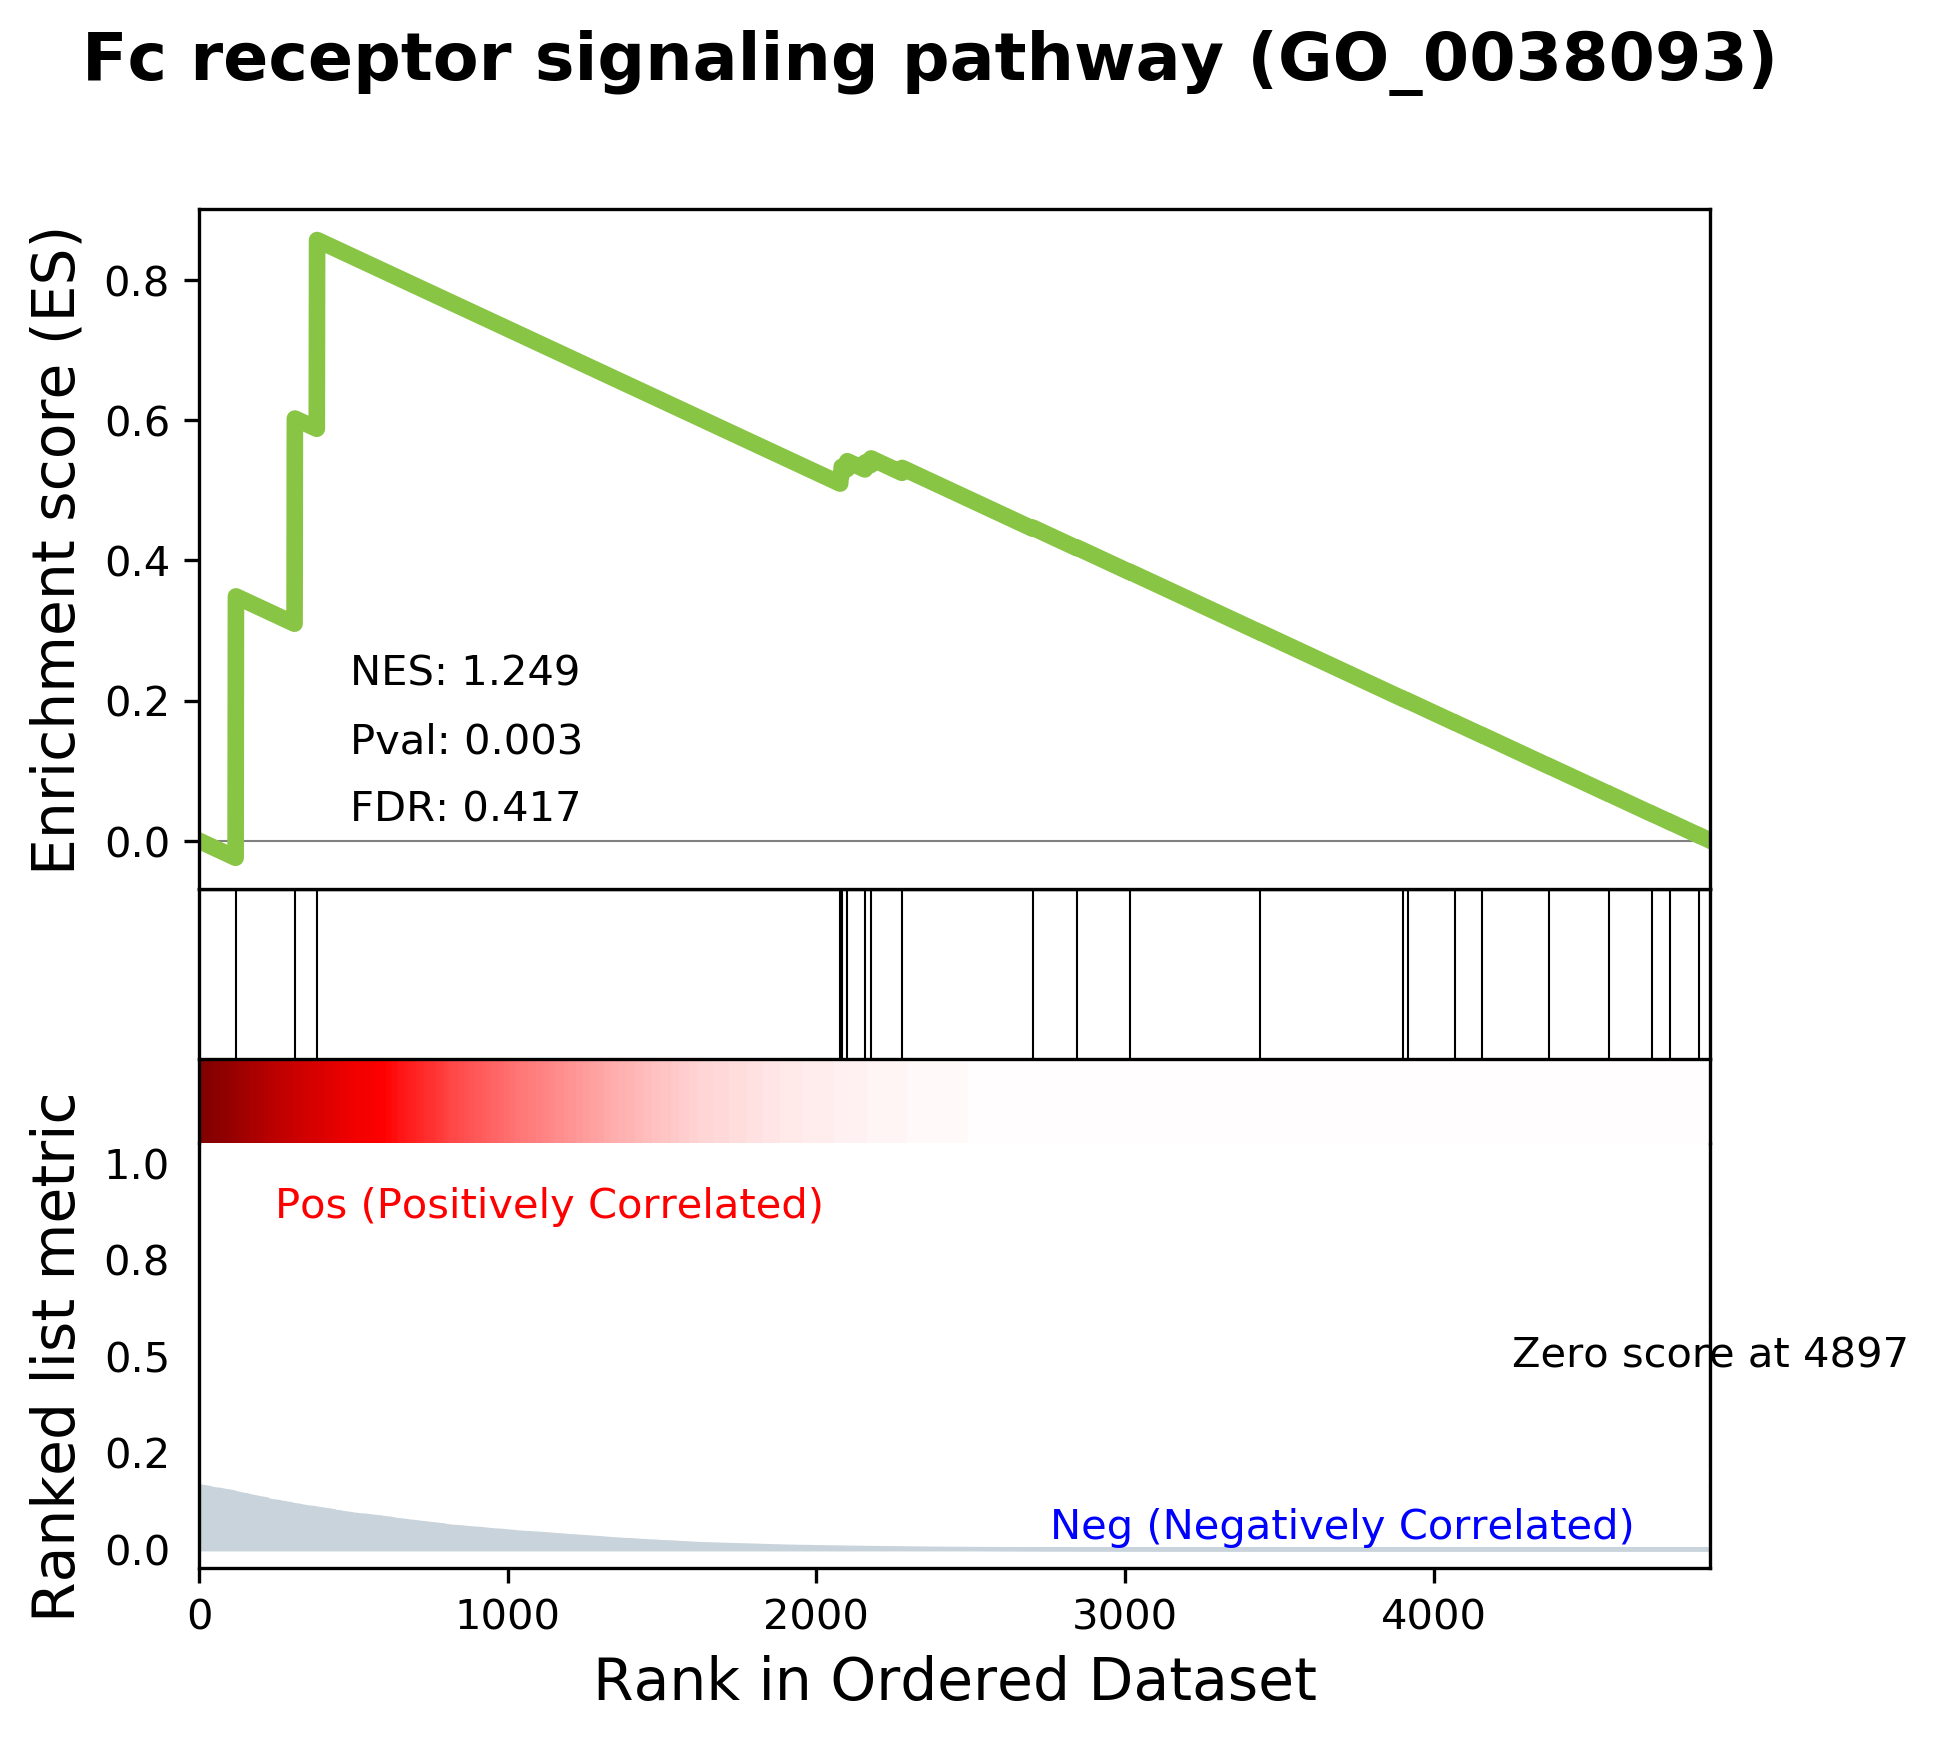 Fc receptor signaling pathway (GO_0038093)
Enrichment score (ES)
0.8
0.6
0.4
0.2
0.0
NES: 1.249
Pval: 0.003
FDR: 0.417
Ranked list metric
1.0
0.8
0.5
0.2
0.0
Pos (Positively Correlated)
Zero score at 4897
Neg (Negatively Correlated)
0 1000 2000 3000 4000
Rank in Ordered Dataset